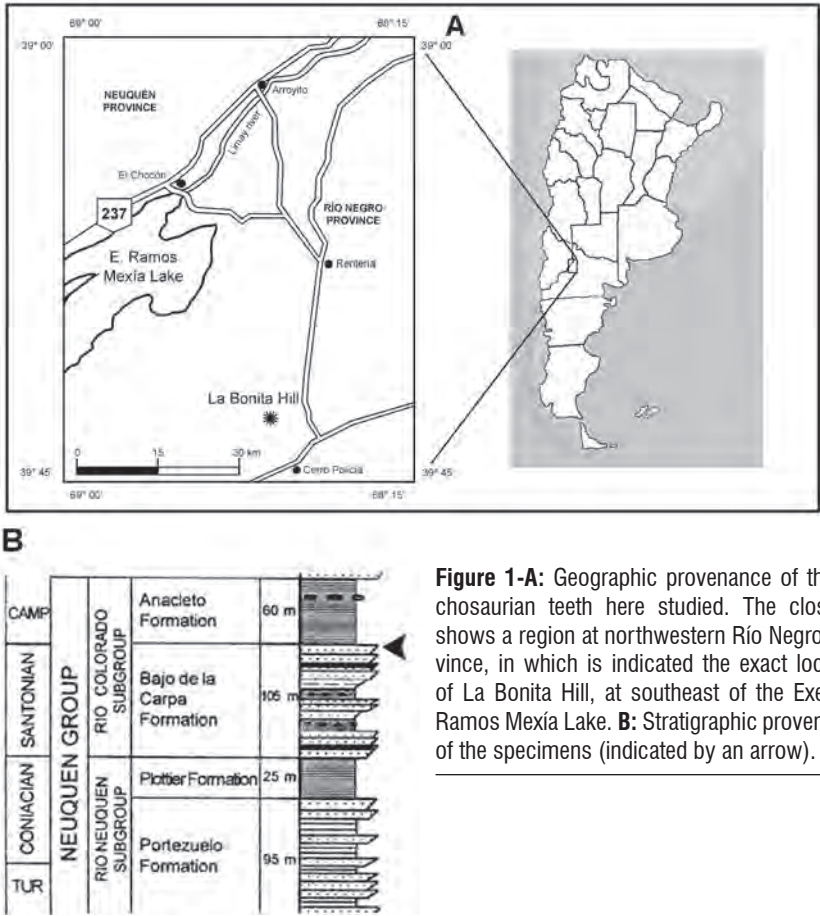 69° 00'
68° 15'
A
39° 00'
39° 00'
NEUQUÉN
PROVINCE
Arroyito
Limay river
El Chocón
237
RÍO NEGRO
PROVINCE
E. Ramos
Mexía Lake
Renteria
La Bonita Hill
0 15 30 km
Cerro Policía
39° 45'
39° 45'
69° 00'
68° 15'
B
CAMP
SANTONIAN
CONIACIAN
TUR
NEUQUEN GROUP
RIO COLORADO
SUBGROUP
RIO NEUQUEN
SUBGROUP
Anacleto
Formation
60 m
Bajo de la
Carpa
Formation
105 m
Plottier Formation 25 m
Portezuelo
Formation
95 m
Figure 1-A: Geographic provenance of th
chosaurian teeth here studied. The clos
shows a region at northwestern Río Negro
vince, in which is indicated the exact loc
of La Bonita Hill, at southeast of the Exe
Ramos Mexía Lake. B: Stratigraphic proven
of the specimens (indicated by an arrow).